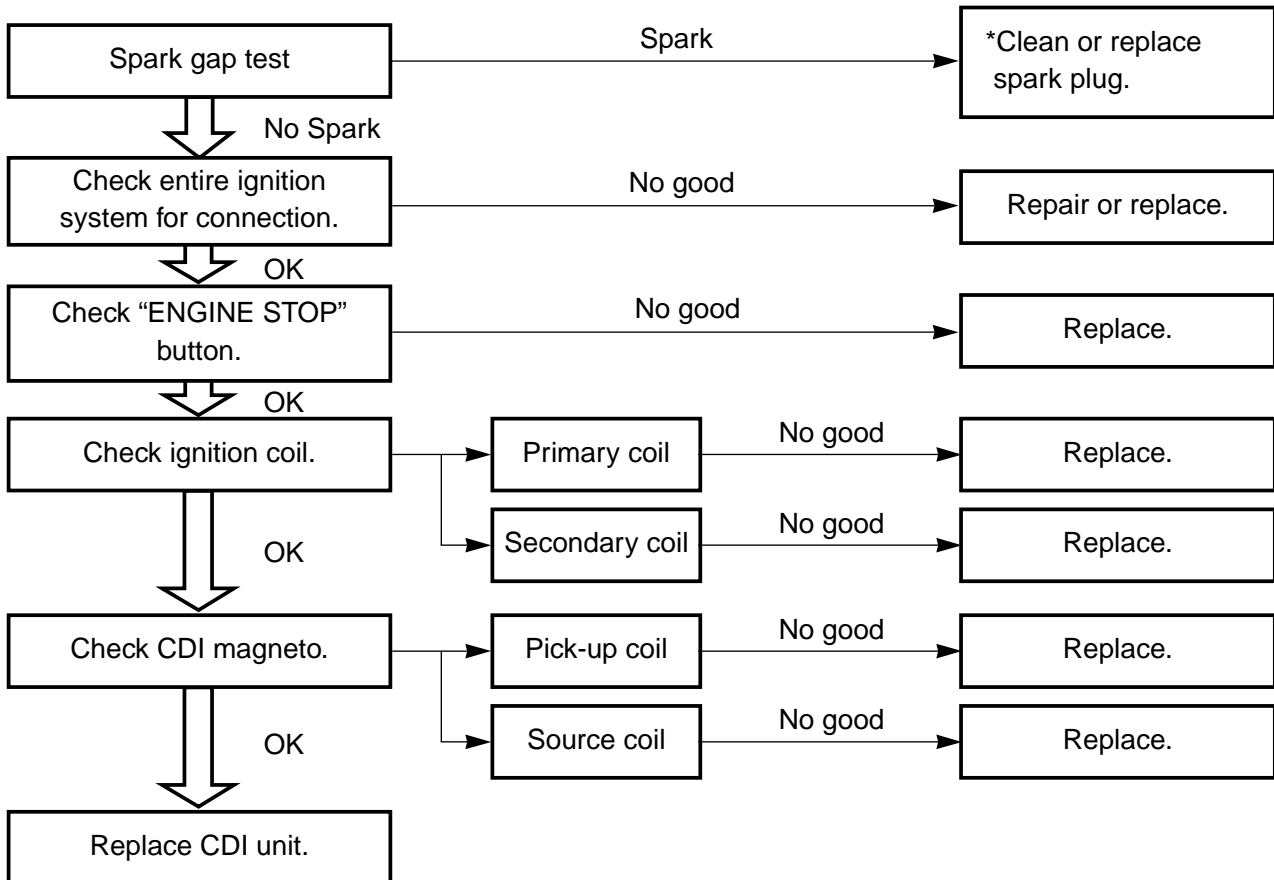 Spark gap test
Spark
*Clean or replace
spark plug.
No Spark
Check entire ignition
system for connection.
No good
Repair or replace.
OK
Check “ENGINE STOP”
button.
No good
Replace.
OK
Check ignition coil.
Primary coil
No good
Replace.
Secondary coil
No good
Replace.
OK
Check CDI magneto.
Pick-up coil
No good
Replace.
Source coil
No good
Replace.
OK
Replace CDI unit.